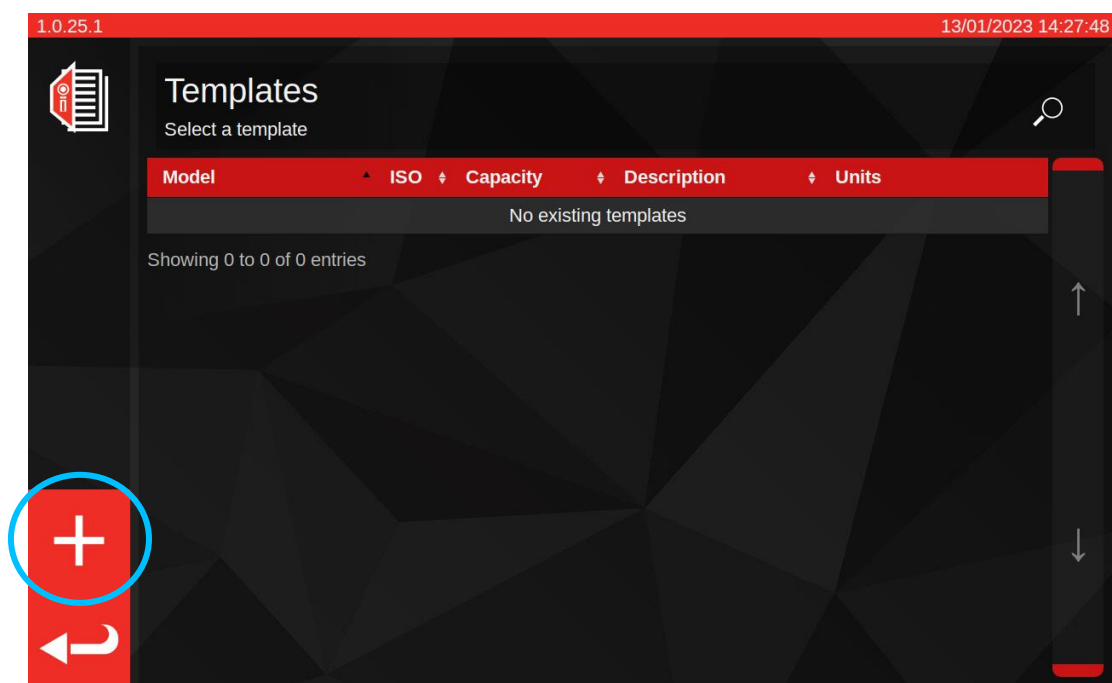 1.0.25.1 13/01/2023 14:27:48
Templates
Select a template
Model ISO Capacity Description Units
No existing templates
Showing 0 to 0 of 0 entries